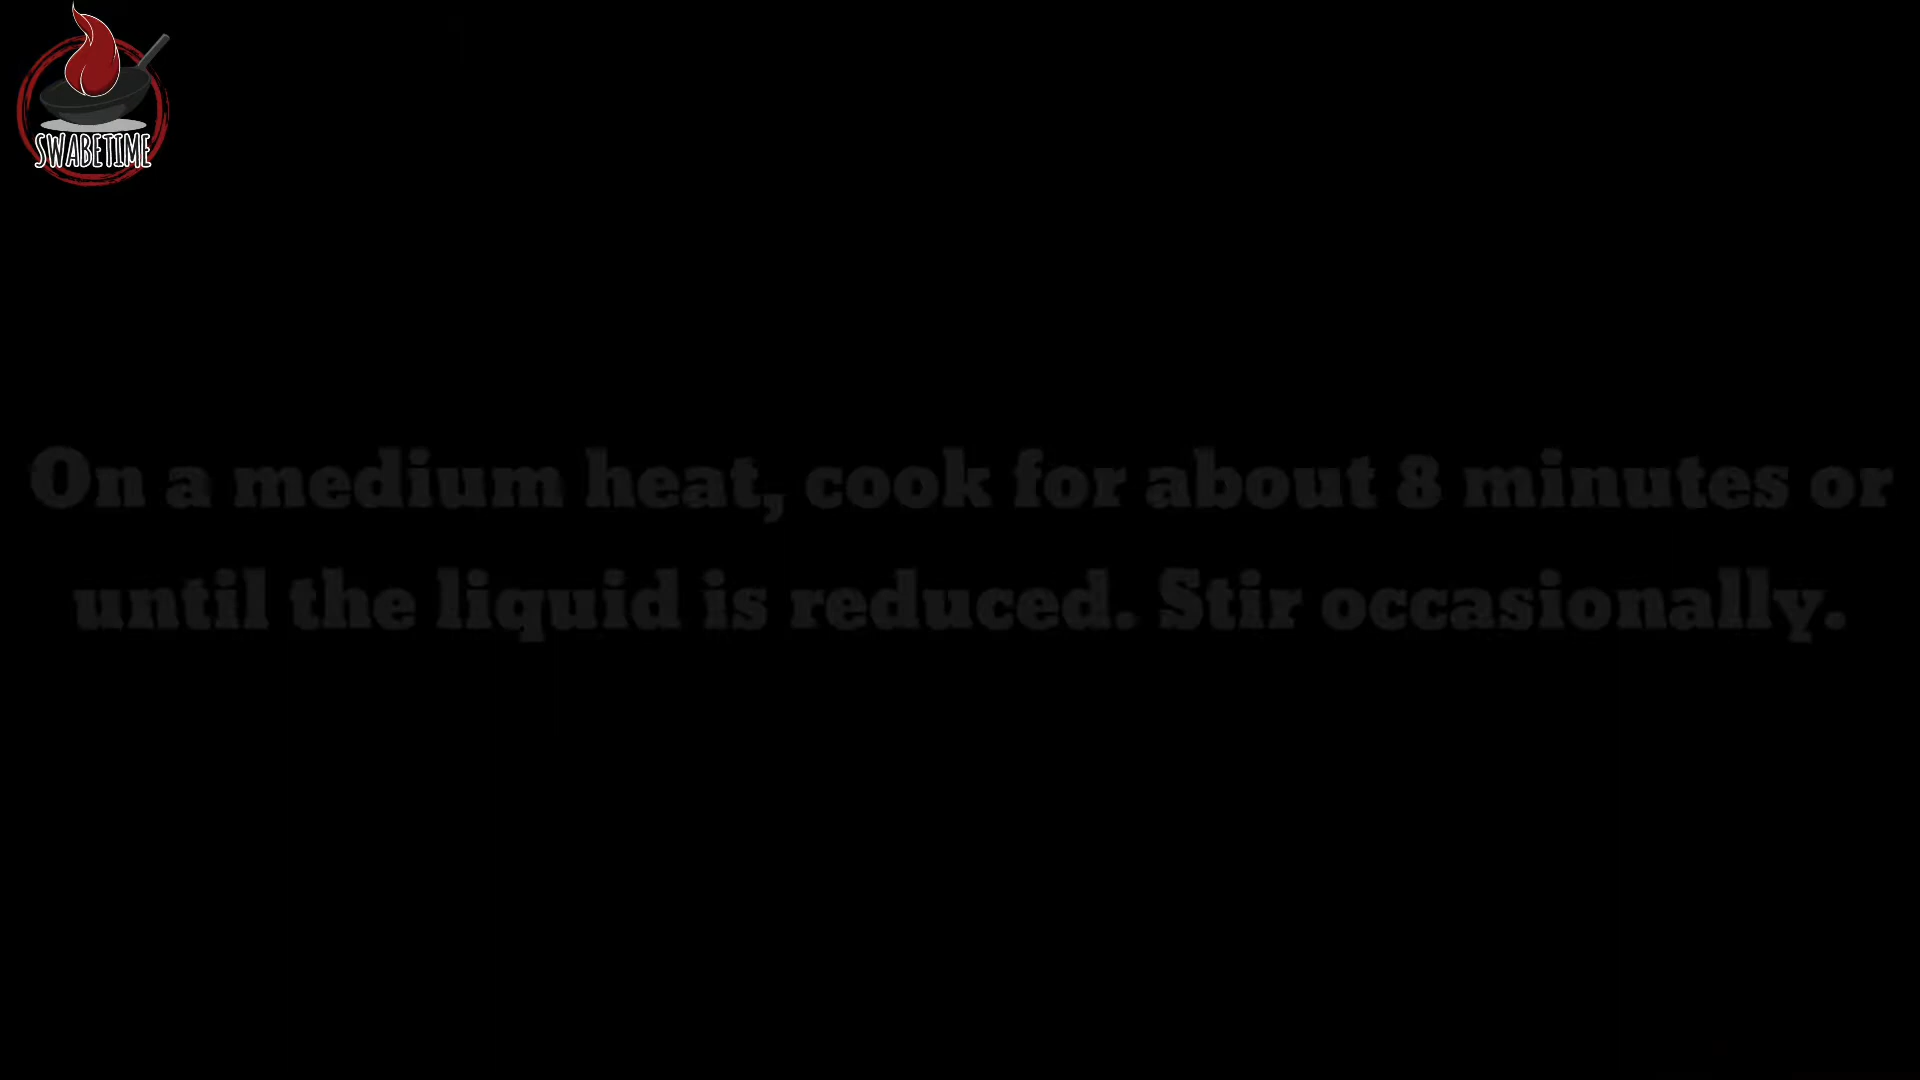 SWABETIME
On a medium heat, cook for about 8 minutes or
until the liquid is reduced. Stir occasionally.